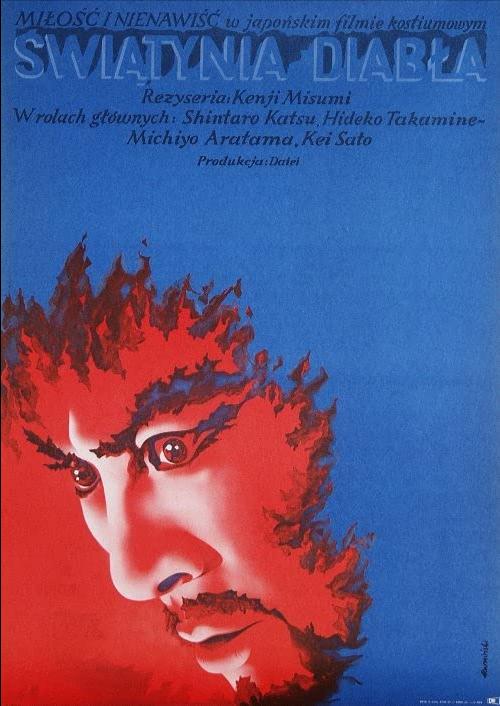 MIŁOŚĆ I NIENAWIŚĆ w japońskim filmie kostiumowym
ŚWIĄTYNIA DIABŁA
Reżyseria: Kenji Misumi
W rolach głównych: Shintaro Katsu, Hideko Takamine-
Michiyo Aratama, Kei Sato
Produkcja: Daiei